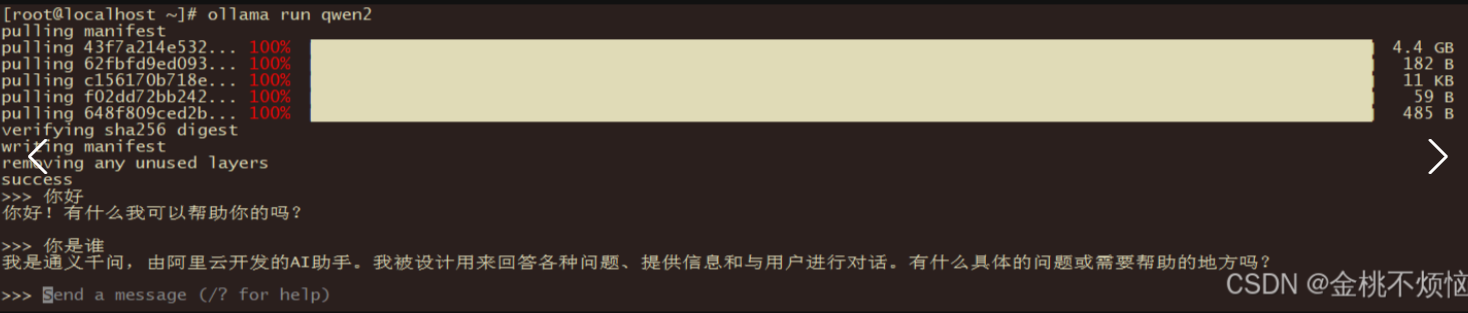 [root@localhost ~]# ollama run qwen2
pulling manifest
pulling 43f7a214e532... 100% 4.4 GB
pulling 62fbfd9ed093... 100% 182 B
pulling c156170b718e... 100% 11 KB
pulling f02dd72bb242... 100% 59 B
pulling 648f809ced2b... 100% 485 B
verifying sha256 digest
writing manifest
removing any unused layers
success
>>> 你好
你好！有什么我可以帮助你的吗？
>>> 你是谁
我是通义千问，由阿里云开发的AI助手。我被设计用来回答各种问题、提供信息和与用户进行对话。有什么具体的问题或需要帮助的地方吗？
>>> Send a message (/? for help)
CSDN @金桃不烦恼